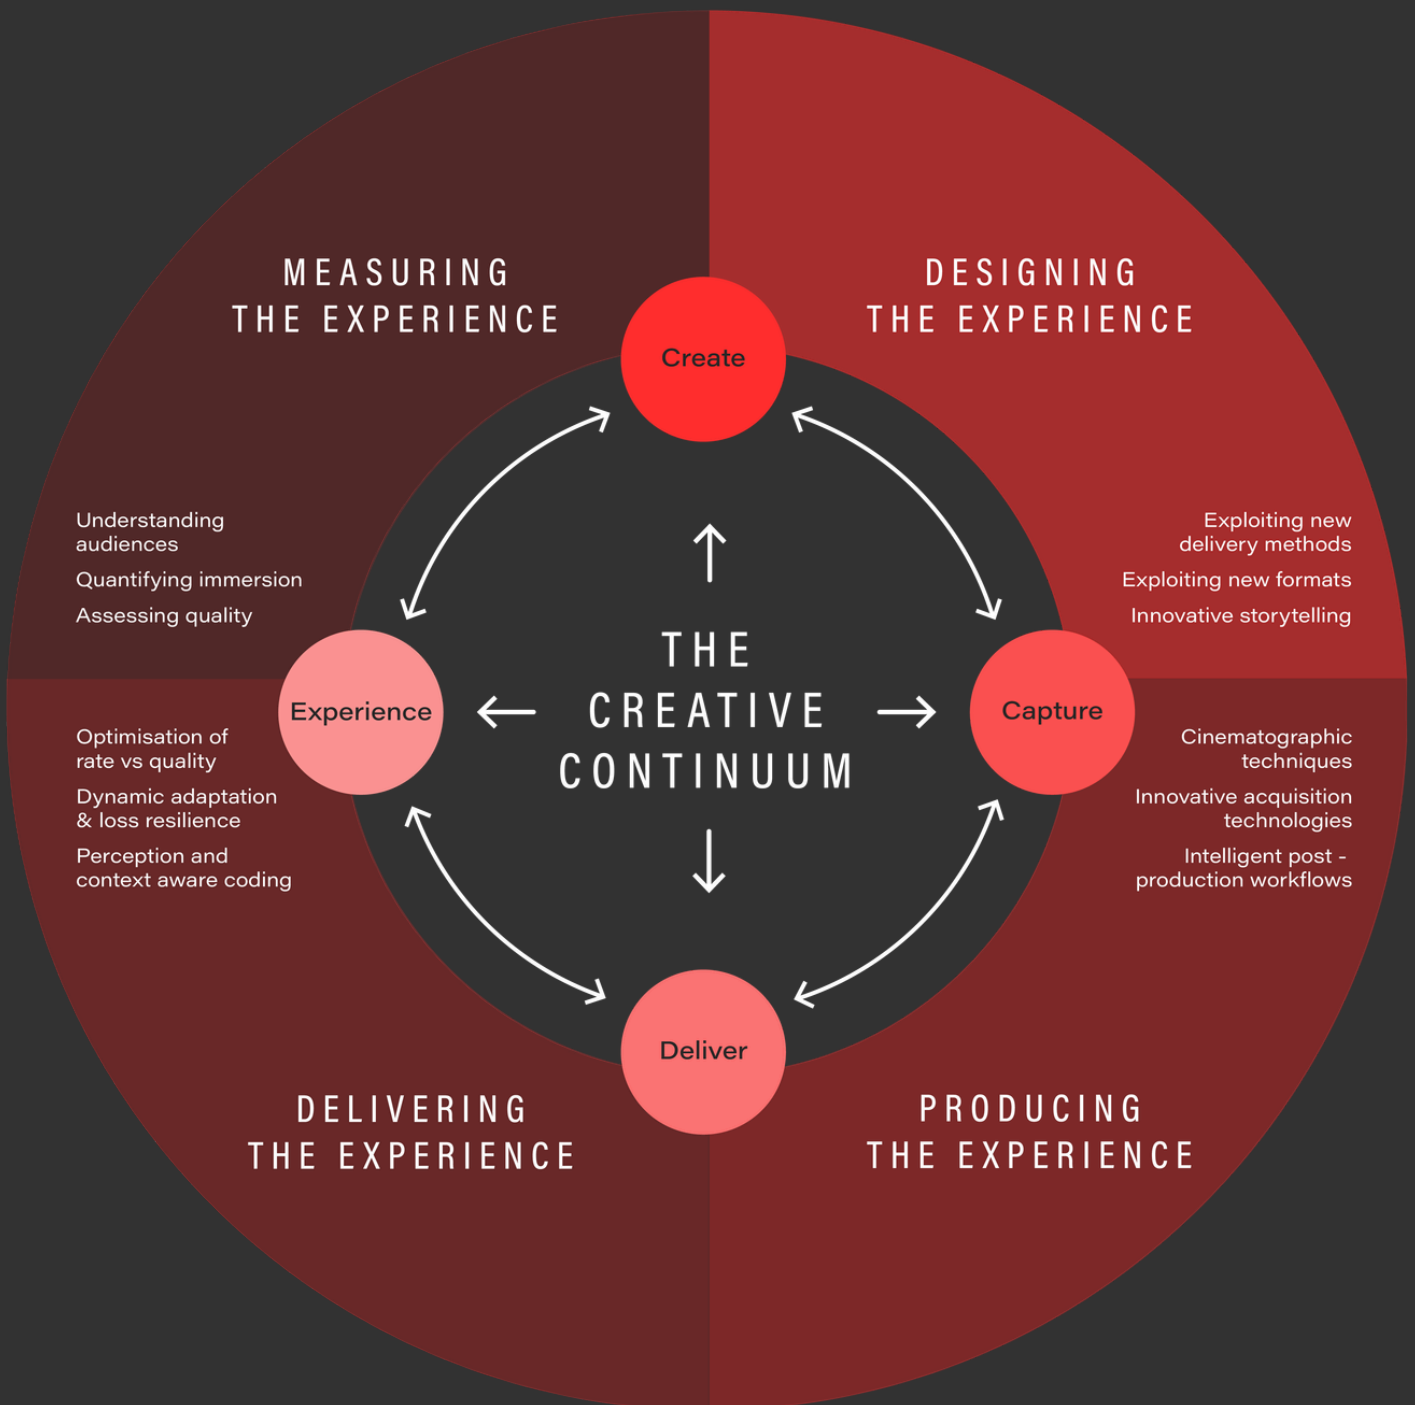 MEASURING
THE EXPERIENCE
DESIGNING
THE EXPERIENCE
Create
Understanding
audiences
Quantifying immersion
Assessing quality
Exploiting new
delivery methods
Exploiting new formats
Innovative storytelling
THE
CREATIVE
CONTINUUM
Experience
Capture
Optimisation of
rate vs quality
Dynamic adaptation
& loss resilience
Perception and
context aware coding
Cinematographic
techniques
Innovative acquisition
technologies
Intelligent post -
production workflows
Deliver
DELIVERING
THE EXPERIENCE
PRODUCING
THE EXPERIENCE